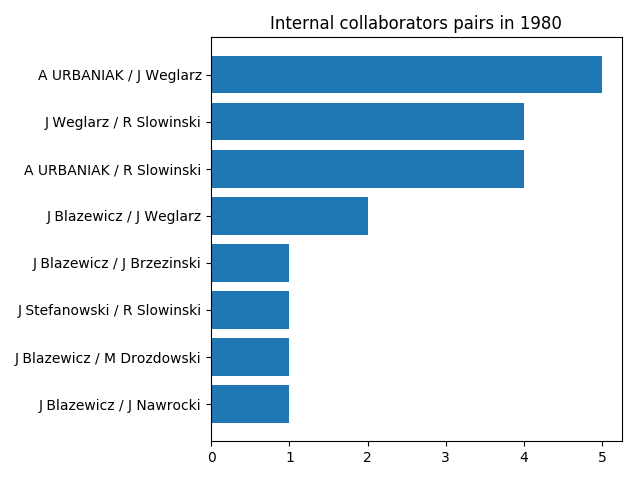 Internal collaborators pairs in 1980
A URBANIAK / J Weglarz
J Weglarz / R Slowinski
A URBANIAK / R Slowinski
J Blazewicz / J Weglarz
J Blazewicz / J Brzezinski
J Stefanowski / R Slowinski
J Blazewicz / M Drozdowski
J Blazewicz / J Nawrocki
0 1 2 3 4 5